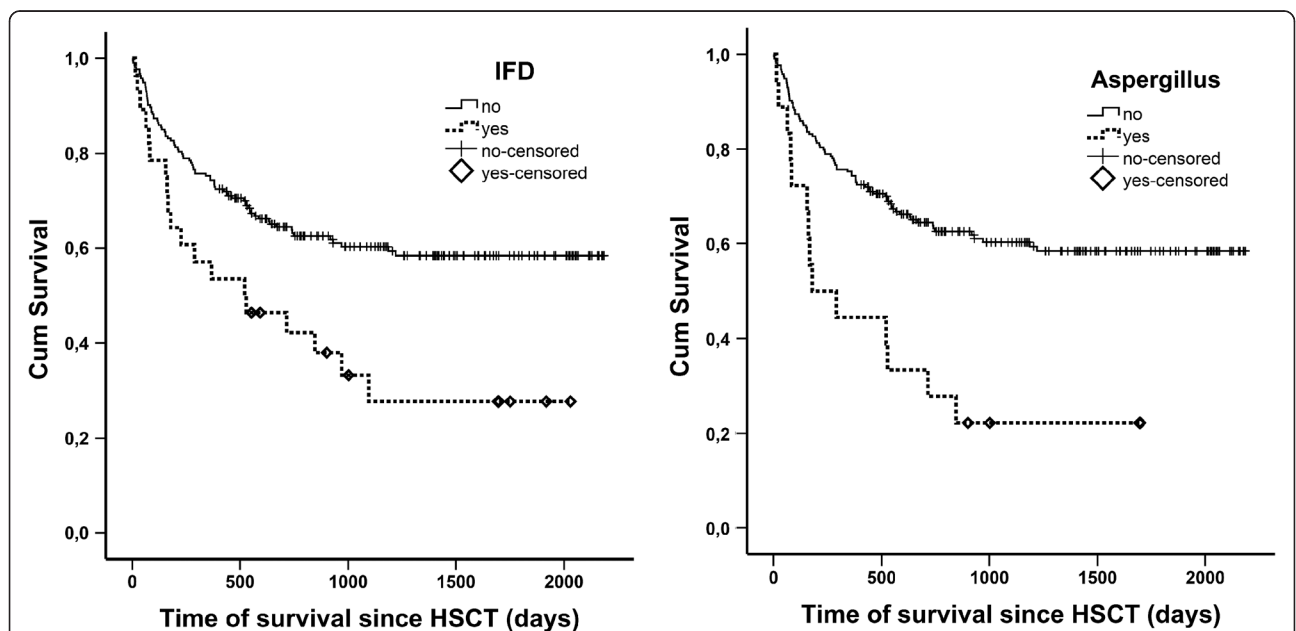 IFD
no
yes
no-censored
yes-censored
1,0
0,8
0,6
0,4
0,2
0,0
Cum Survival
0 500 1000 1500 2000
Time of survival since HSCT (days)
Aspergillus
no
yes
no-censored
yes-censored
1,0
0,8
0,6
0,4
0,2
0,0
Cum Survival
0 500 1000 1500 2000
Time of survival since HSCT (days)